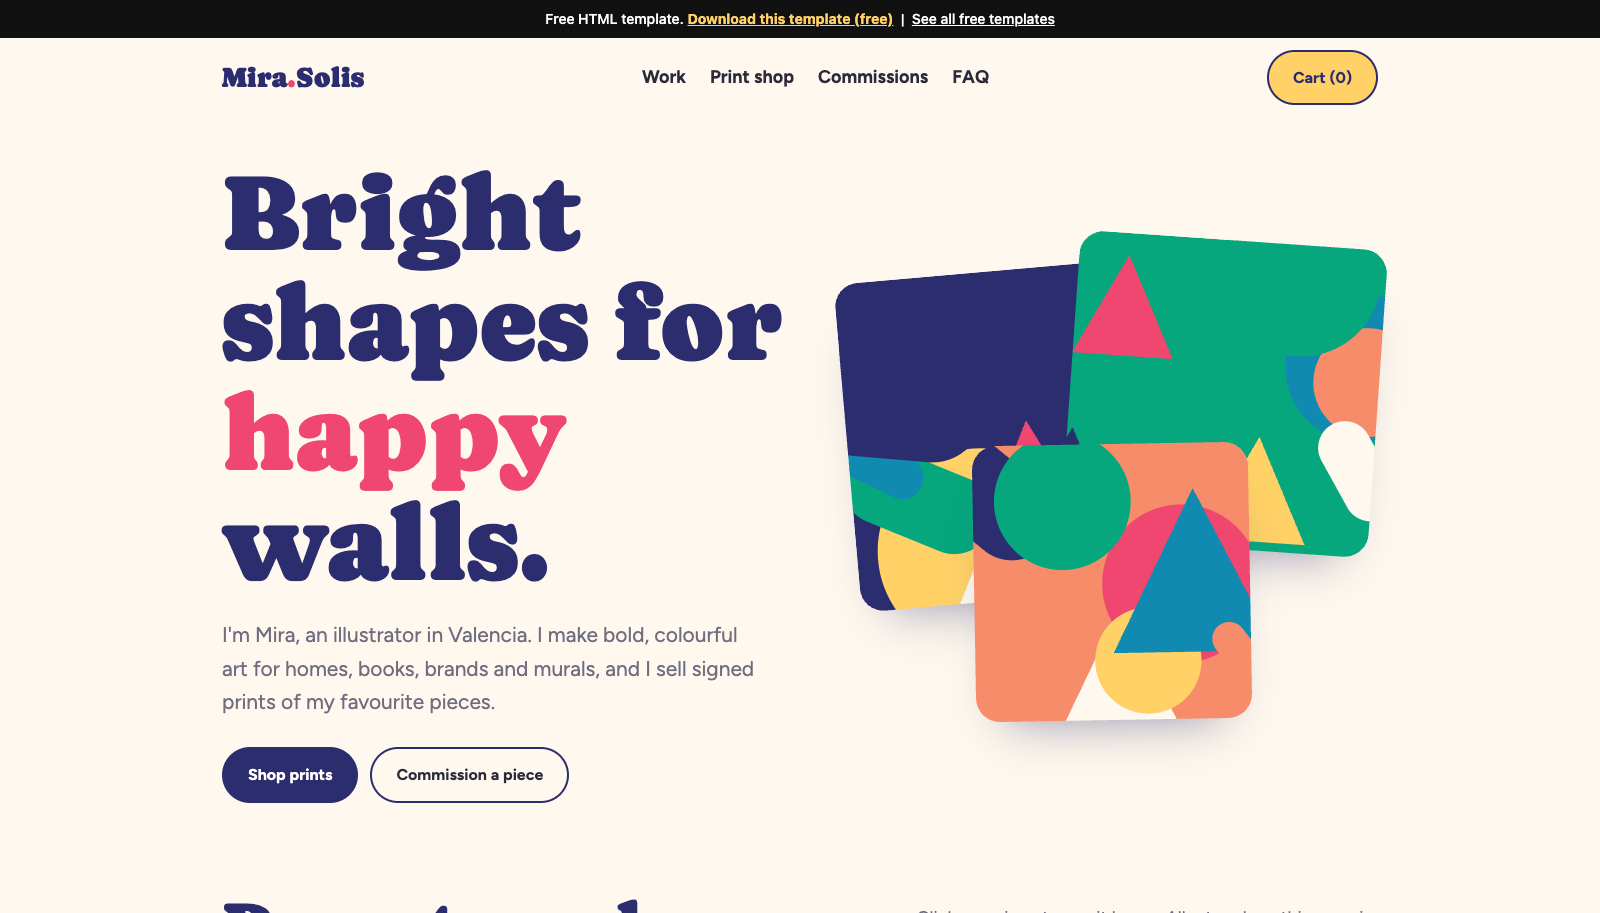 Free HTML template. Download this template (free) | See all free templates
Mira.Solis
Work Print shop Commissions FAQ
Cart (0)
Bright
shapes for
happy
walls.
I'm Mira, an illustrator in Valencia. I make bold, colourful
art for homes, books, brands and murals, and I sell signed
prints of my favourite pieces.
Shop prints
Commission a piece